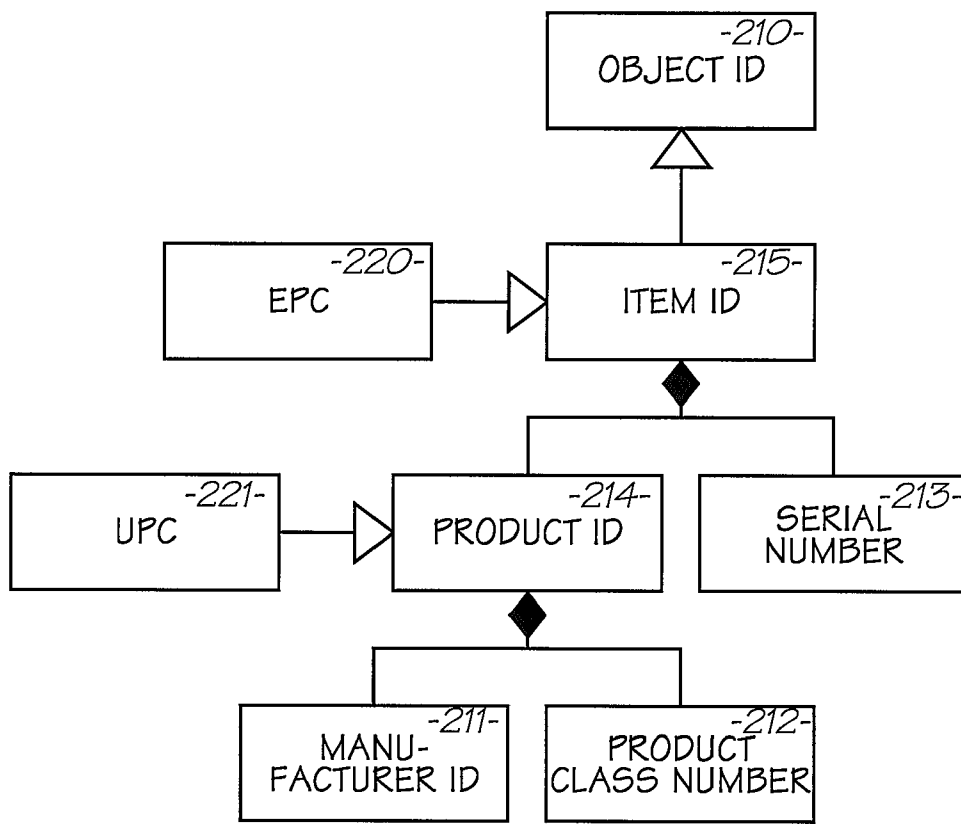 -210-
OBJECT ID
-220-
EPC
-215-
ITEM ID
-221-
UPC
-214-
PRODUCT ID
-213-
SERIAL
NUMBER
-211-
MANU-
FACTURER ID
-212-
PRODUCT
CLASS NUMBER